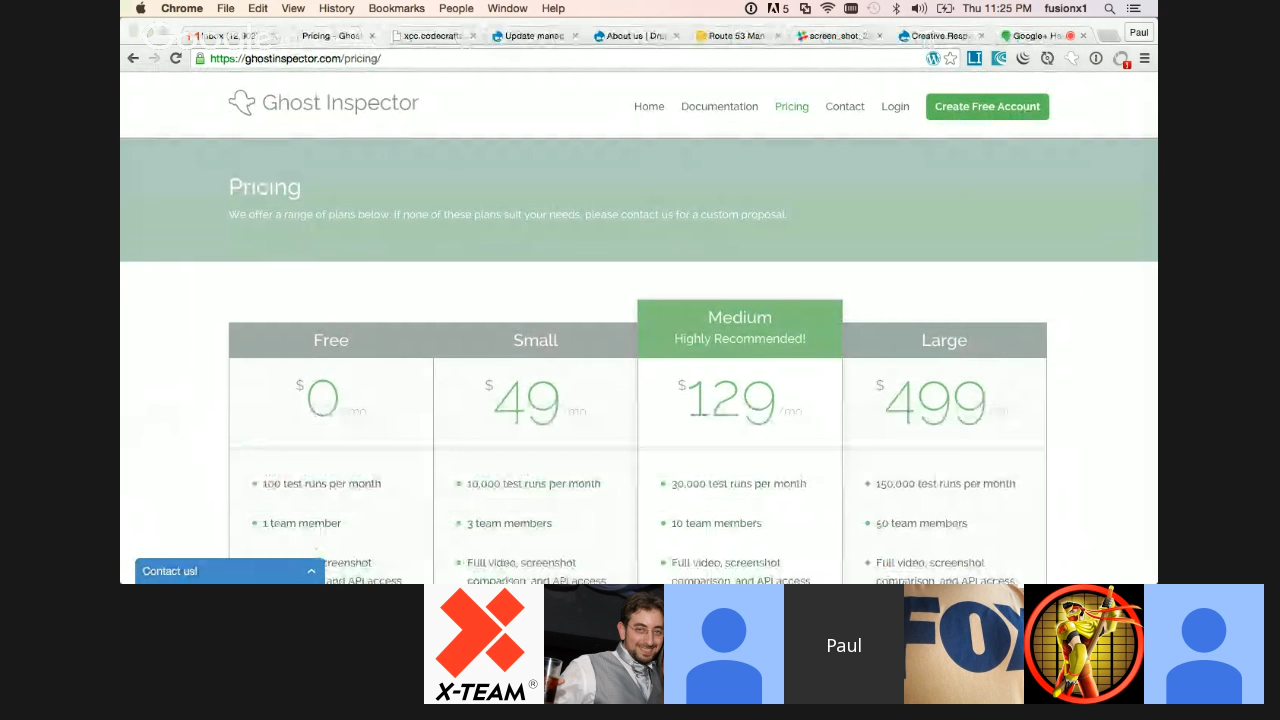 Chrome File Edit View History Bookmarks People Window Help 5 Thu 11:25 PM fusionx1
Pricing - Ghos xpc.codecraft Update manag About us | Dru Route 53 Man screen_shot_ Creative.Resp Google+ Ha Paul
https://ghostinspector.com/pricing/
Ghost Inspector
Home Documentation Pricing Contact Login Create Free Account
Pricing
We offer a range of plans below. If none of these plans suit your needs, please contact us for a custom proposal.
Medium
Free Small Highly Recommended! Large
$0 /mo $49 /mo $129 /mo $499
100 test runs per month 10,000 test runs per month 30,000 test runs per month 150,000 test runs per month
1 team member 3 team members 10 team members 50 team members
screenshot Full video, screenshot Full video, screenshot Full video, screenshot
and API access comparison, and API access comparison, and API access comparison, and API access
Contact us!
X-TEAM®
Paul
FOX